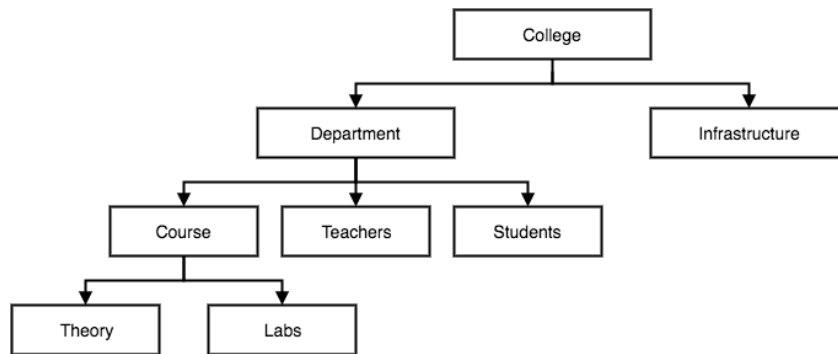 College
Department
Infrastructure
Course
Teachers
Students
Theory
Labs